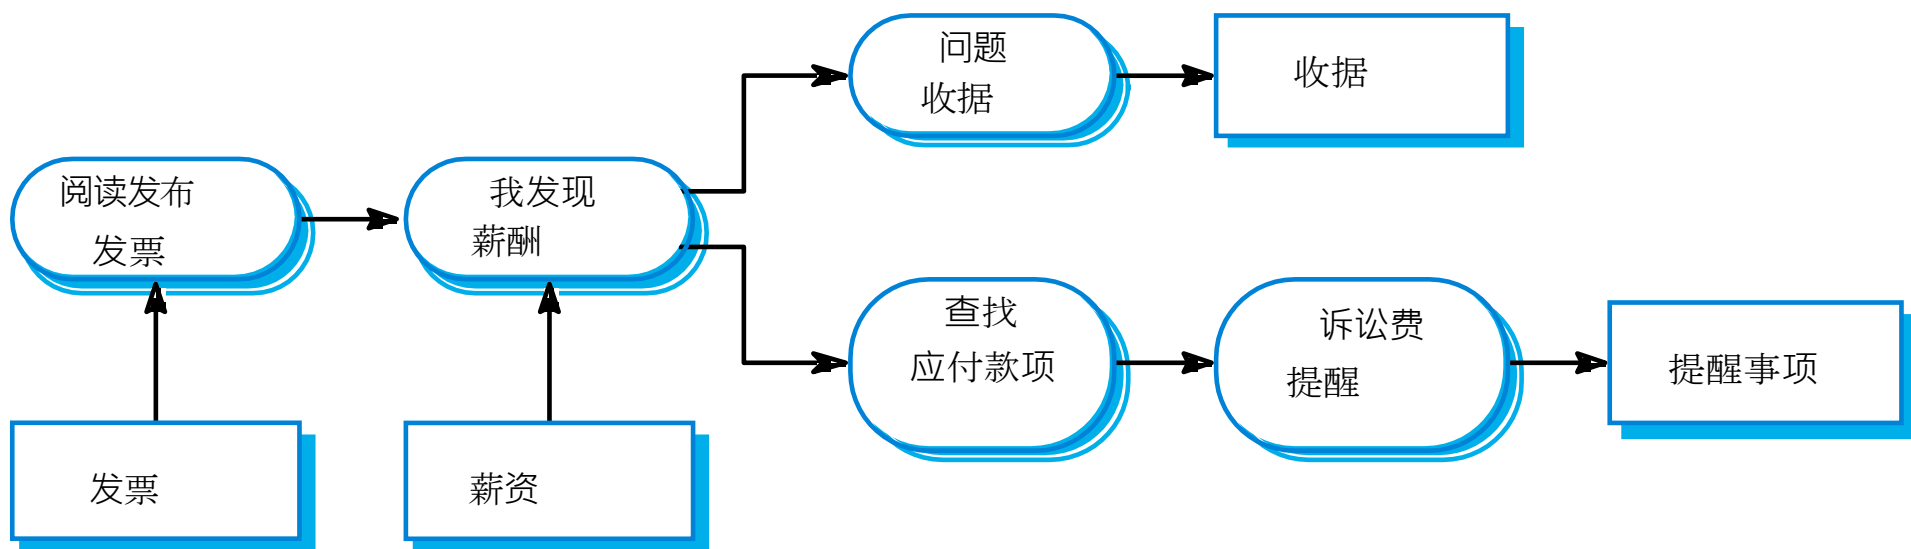 阅读发布
发票
我发现
薪酬
问题
收据
收据
查找
应付款项
诉讼费
提醒
提醒事项
发票
薪资